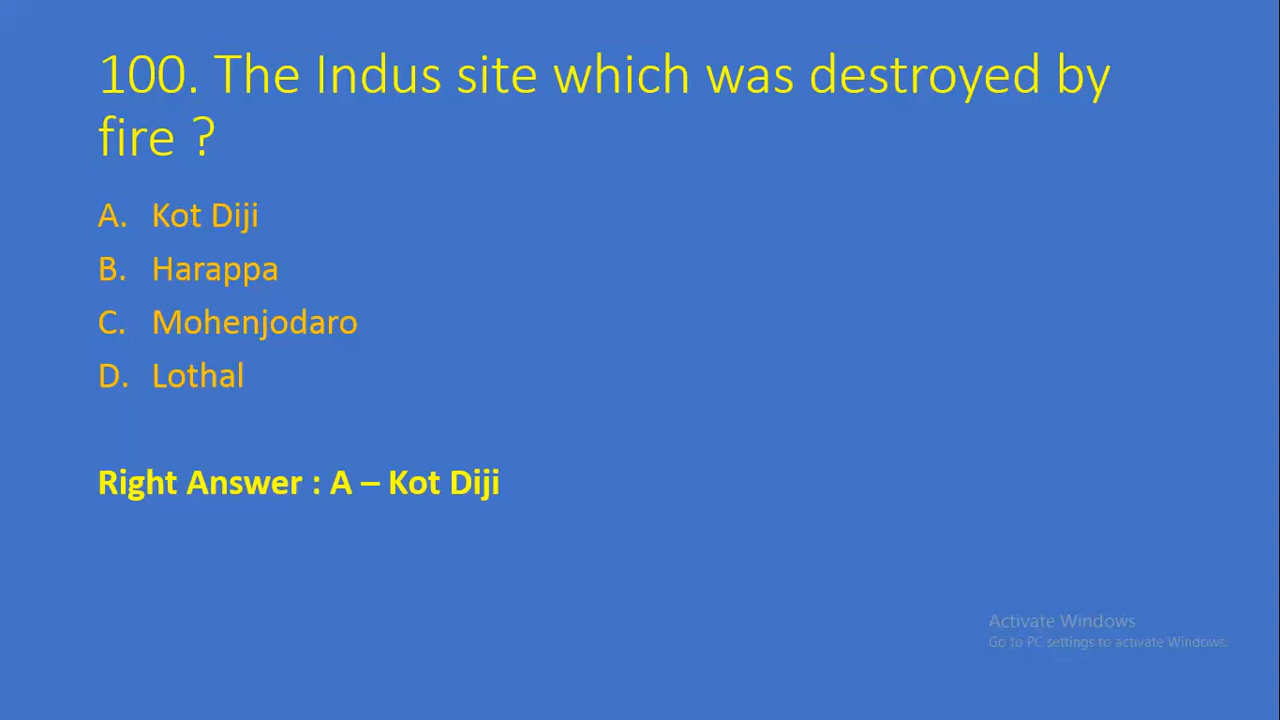 100. The Indus site which was destroyed by
fire ?
A. Kot Diji
B. Harappa
C. Mohenjodaro
D. Lothal
Right Answer : A – Kot Diji
Activate Windows
Go to PC settings to activate Windows.